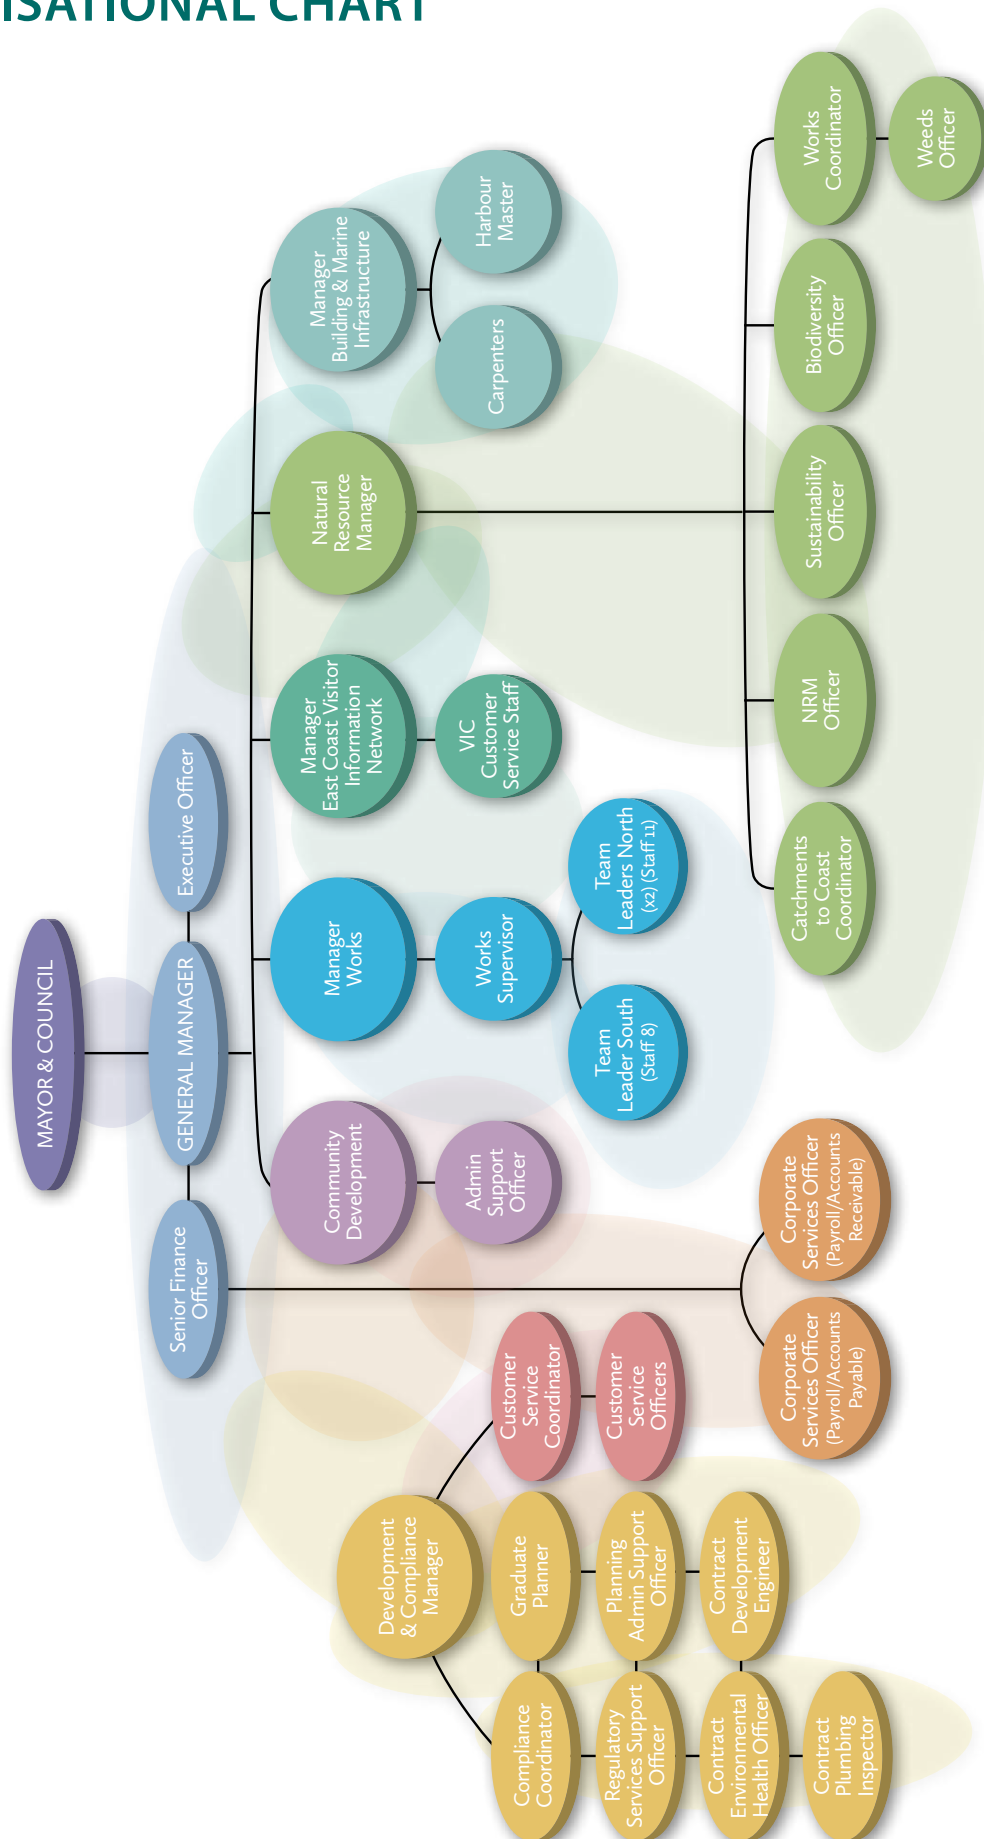 ISATIONAL CHART
MAYOR & COUNCIL
Senior Finance
Officer
GENERAL MANAGER
Executive Officer
Community
Development
Manager
Works
Manager
East Coast Visitor
Information
Network
Natural
Resource
Manager
Manager
Building & Marine
Infrastructure
Admin
Support
Officer
Works
Supervisor
VIC
Customer
Service Staff
Carpenters
Harbour
Master
Team
Leader South
(Staff 8)
Team
Leaders North
(x2) (Staff 11)
Development
& Compliance
Manager
Compliance
Coordinator
Graduate
Planner
Customer
Service
Coordinator
Regulatory
Services Support
Officer
Planning
Admin Support
Officer
Customer
Service
Officers
Contract
Environmental
Health Officer
Contract
Development
Engineer
Contract
Plumbing
Inspector
Corporate
Services Officer
(Payroll/Accounts
Payable)
Corporate
Services Officer
(Payroll/Accounts
Receivable)
Catchments
to Coast
Coordinator
NRM
Officer
Sustainability
Officer
Biodiversity
Officer
Works
Coordinator
Weeds
Officer